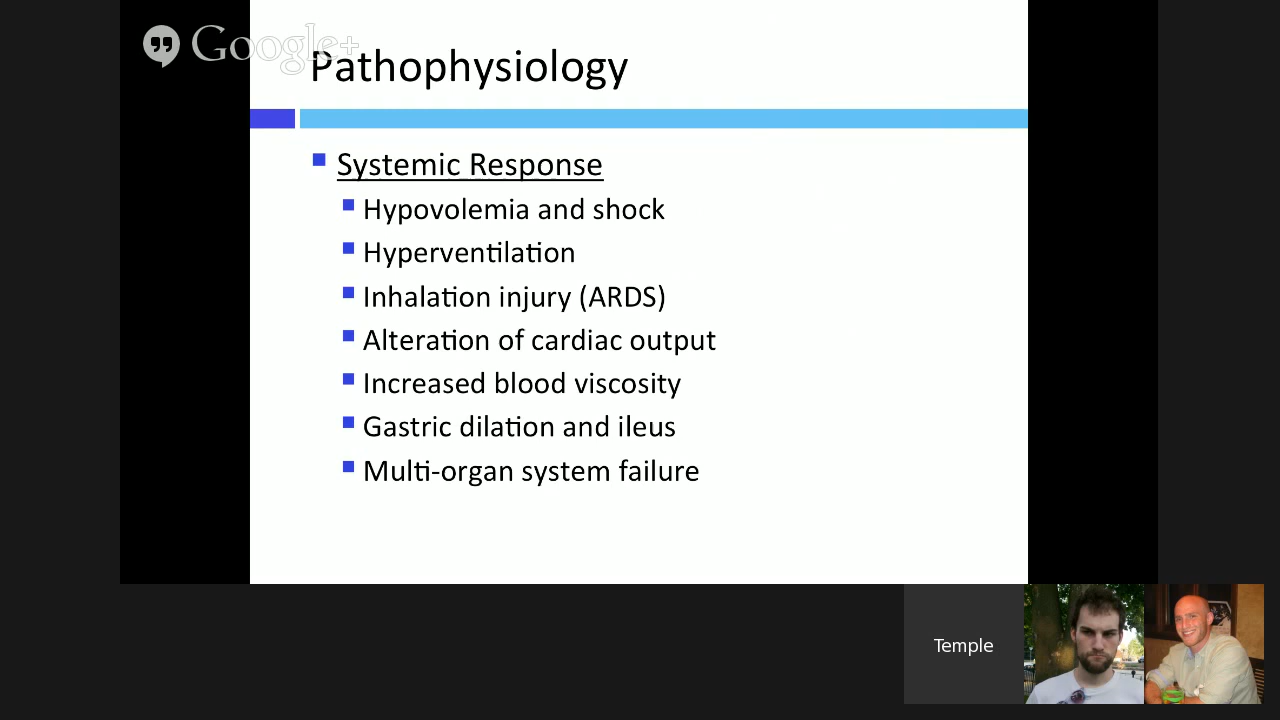 Google+
Pathophysiology
Systemic Response
Hypovolemia and shock
Hyperventilation
Inhalation injury (ARDS)
Alteration of cardiac output
Increased blood viscosity
Gastric dilation and ileus
Multi-organ system failure
Temple